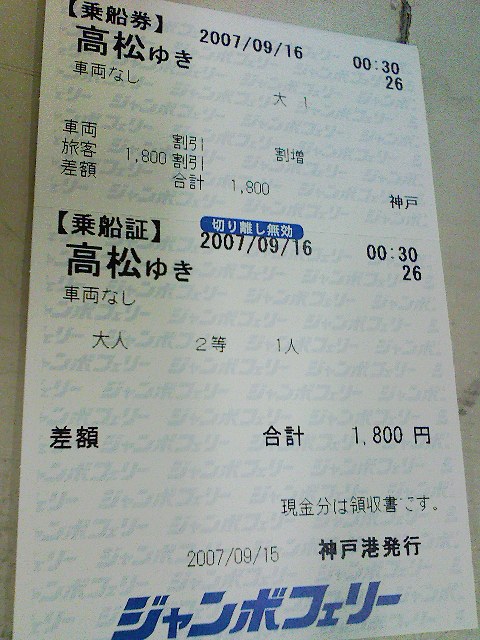 【乗船券】
高松ゆき 2007/09/16 00:30
車両なし 26
大 1
車両 割引
旅客 1,800 割引 割増
差額 合計 1,800
神戸
【乗船証】 切り離し無効
高松ゆき 2007/09/16 00:30
26
車両なし
大人 2等 1人
差額 合計 1,800 円
現金分は領収書です。
2007/09/15 神戸港発行
ジャンボフェリー